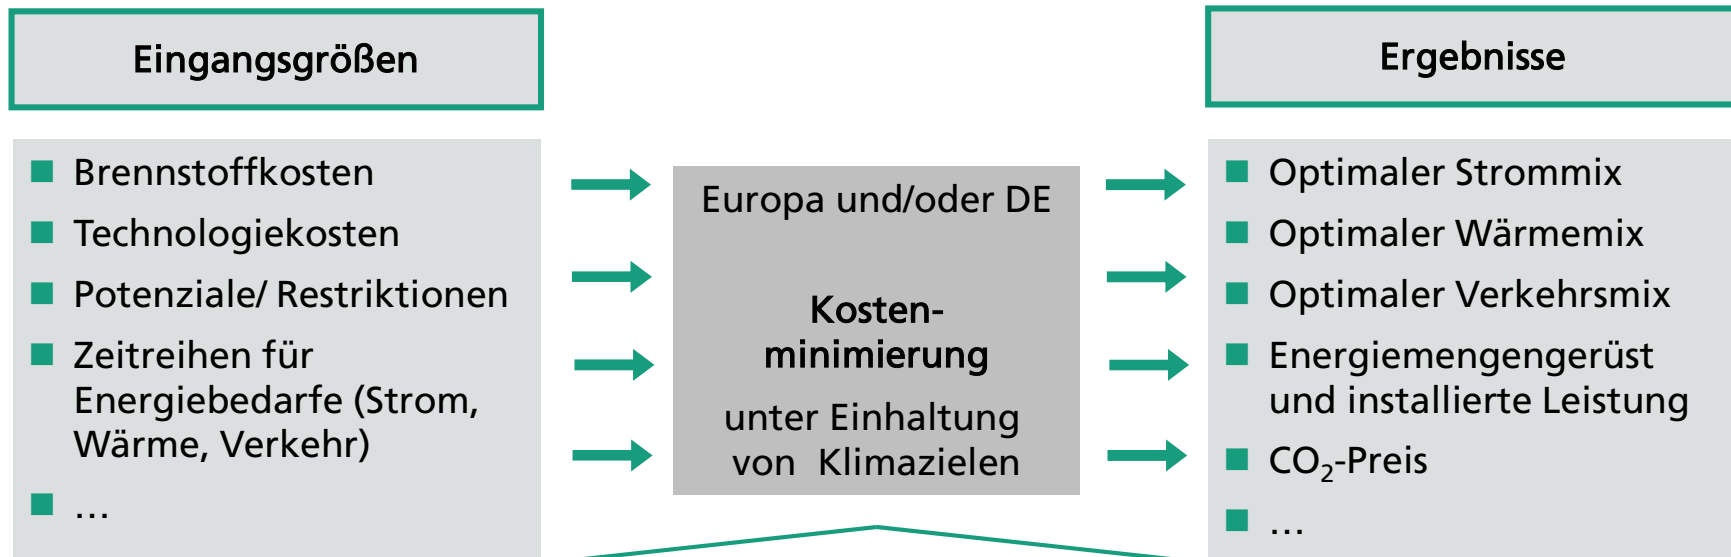 Eingangsgrößen
■ Brennstoffkosten
■ Technologiekosten
■ Potenziale/ Restriktionen
■ Zeitreihen für
Energiebedarfe (Strom,
Wärme, Verkehr)
■ …
Europa und/oder DE
Kosten-
minimierung
unter Einhaltung
von Klimazielen
Ergebnisse
■ Optimaler Strommix
■ Optimaler Wärmemix
■ Optimaler Verkehrsmix
■ Energiemengengerüst
und installierte Leistung
■ CO₂-Preis
■ …